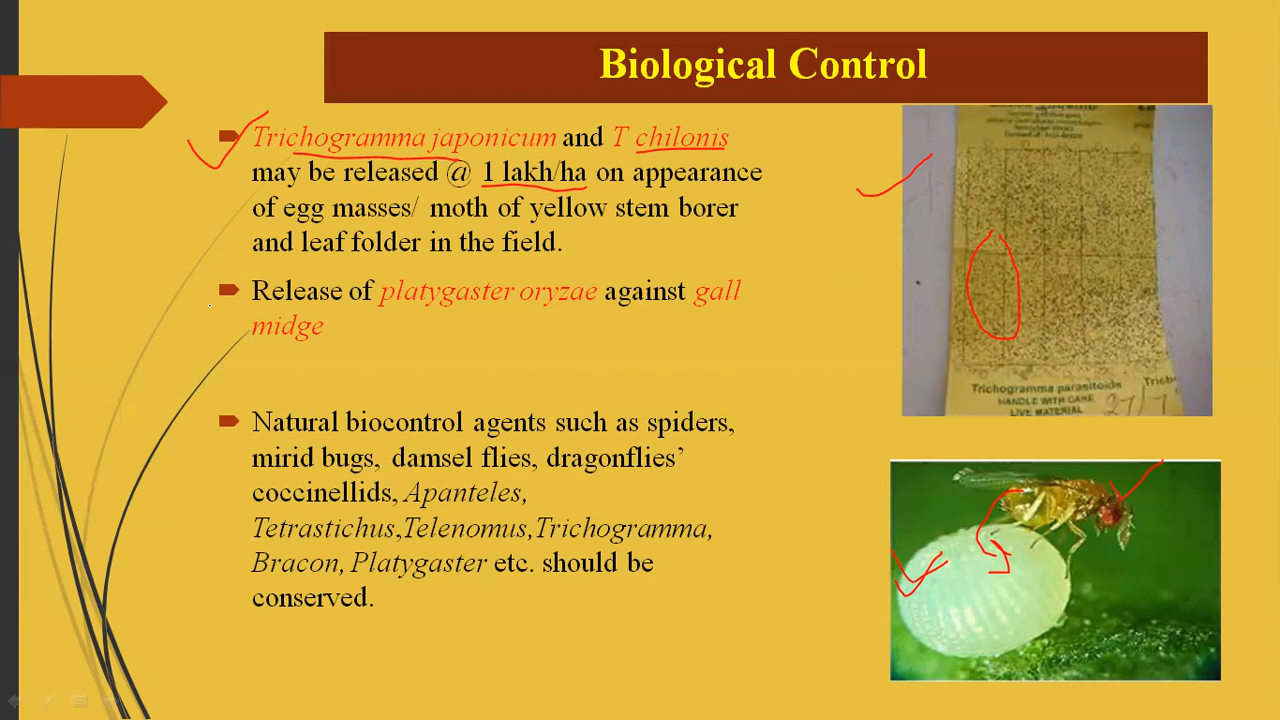 Biological Control
Trichogramma japonicum and T chilonis
may be released @ 1 lakh/ha on appearance
of egg masses/ moth of yellow stem borer
and leaf folder in the field.
Release of platygaster oryzae against gall
midge
Natural biocontrol agents such as spiders,
mirid bugs, damsel flies, dragonflies’
coccinellids, Apanteles,
Tetrastichus,Telenomus,Trichogramma,
Bracon, Platygaster etc. should be
conserved.
Trichogramma parasitoids
HANDLE WITH CARE
LIVE MATERIAL
27/7